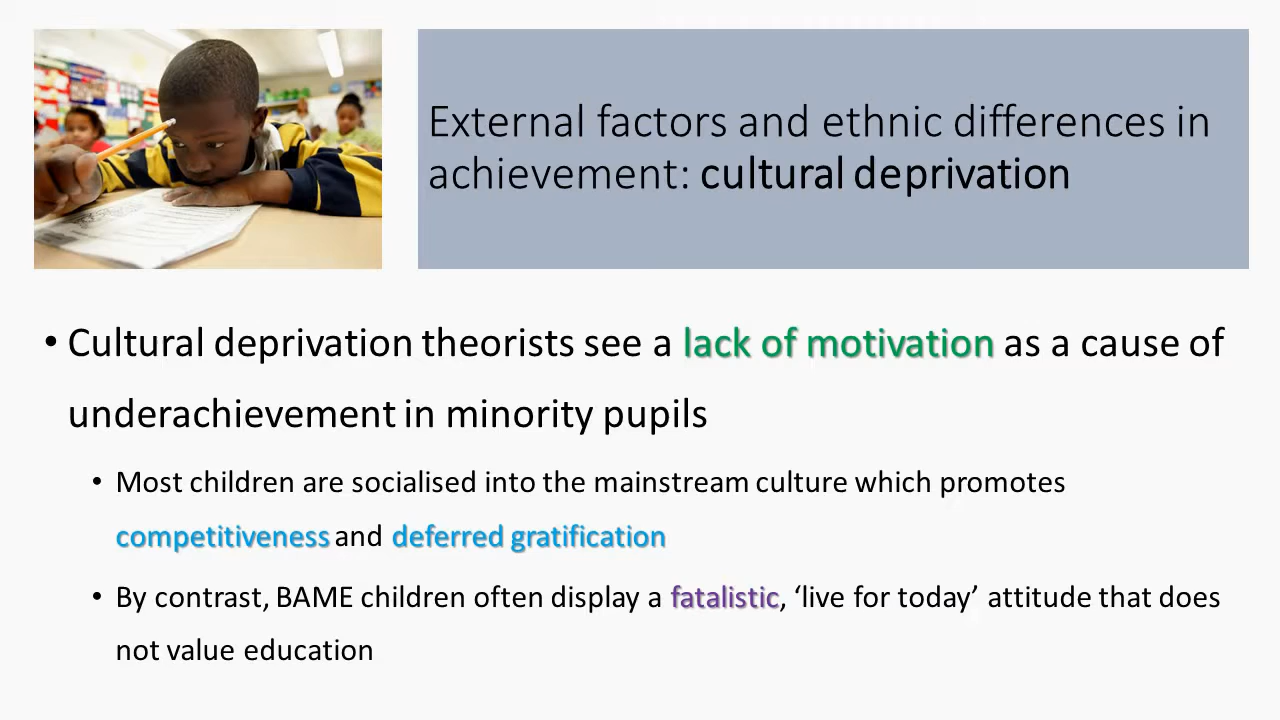 External factors and ethnic differences in
achievement: cultural deprivation
• Cultural deprivation theorists see a lack of motivation as a cause of
underachievement in minority pupils
• Most children are socialised into the mainstream culture which promotes
competitiveness and deferred gratification
• By contrast, BAME children often display a fatalistic, ‘live for today’ attitude that does
not value education